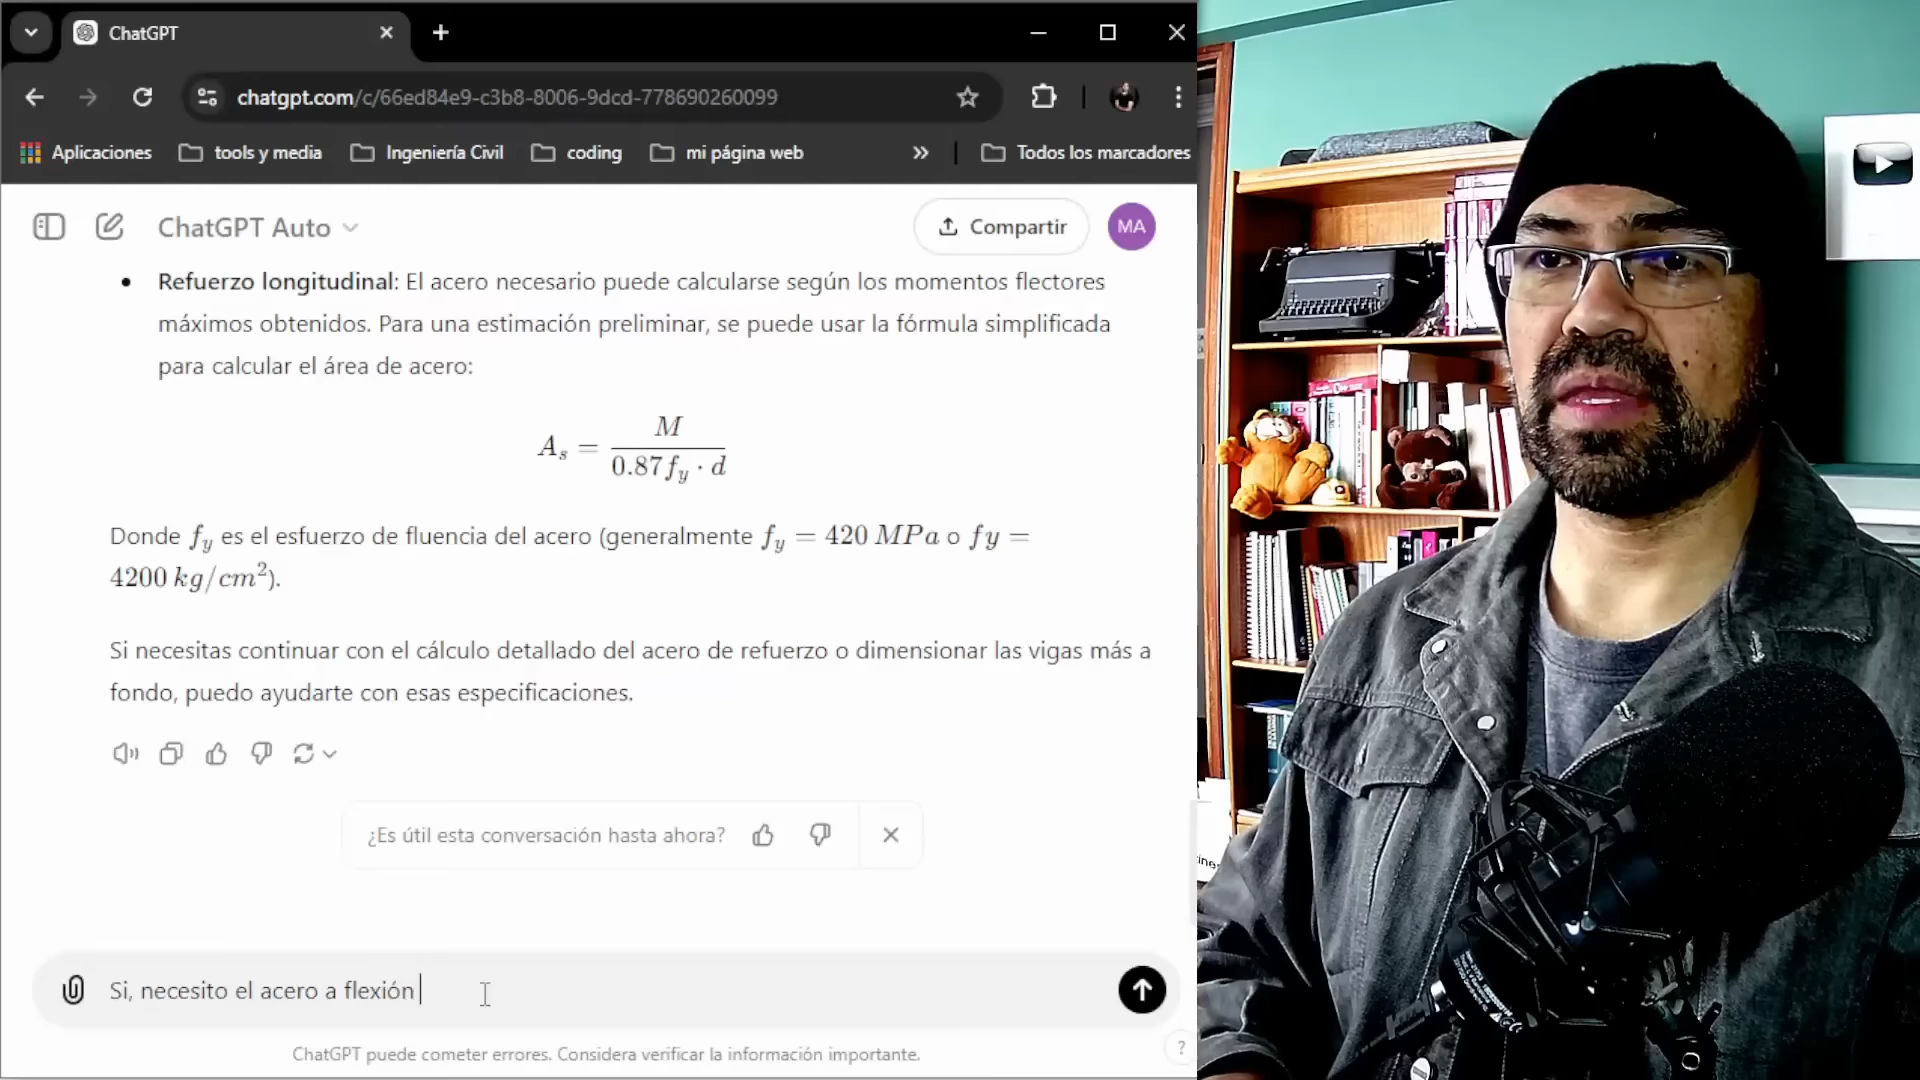 ChatGPT
chatgpt.com/c/66ed84e9-c3b8-8006-9dcd-778690260099
Aplicaciones tools y media Ingeniería Civil coding mi página web » Todos los marcadores
ChatGPT Auto Compartir MA
• Refuerzo longitudinal: El acero necesario puede calcularse según los momentos flectores
máximos obtenidos. Para una estimación preliminar, se puede usar la fórmula simplificada
para calcular el área de acero:
A_s = M / (0.87 f_y · d)
Donde f_y es el esfuerzo de fluencia del acero (generalmente f_y = 420 MPa o fy =
4200 kg/cm²).
Si necesitas continuar con el cálculo detallado del acero de refuerzo o dimensionar las vigas más a
fondo, puedo ayudarte con esas especificaciones.
¿Es útil esta conversación hasta ahora?
Si, necesito el acero a flexión
ChatGPT puede cometer errores. Considera verificar la información importante.
?